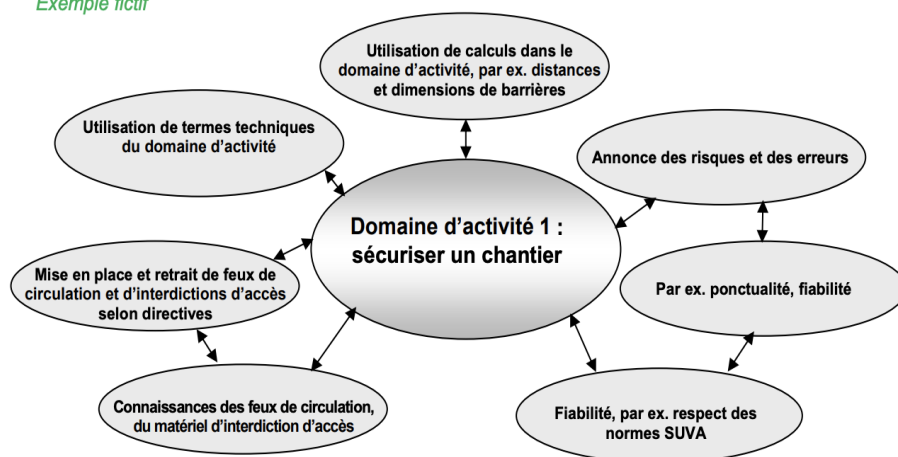 Exemple fictif
Utilisation de calculs dans le
domaine d'activité, par ex. distances
et dimensions de barrières
Utilisation de termes techniques
du domaine d'activité
Annonce des risques et des erreurs
Domaine d'activité 1 :
sécuriser un chantier
Mise en place et retrait de feux de
circulation et d'interdictions d'accès
selon directives
Par ex. ponctualité, fiabilité
Connaissances des feux de circulation,
du matériel d'interdiction d'accès
Fiabilité, par ex. respect des
normes SUVA